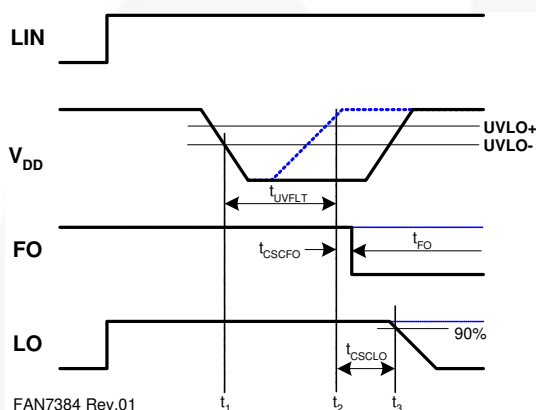 LIN
UVLO+
UVLO-
VDD
tUVFLT
FO
tCSCFO
tFO
90%
LO
tCSCLO
FAN7384 Rev.01
t1
t2
t3